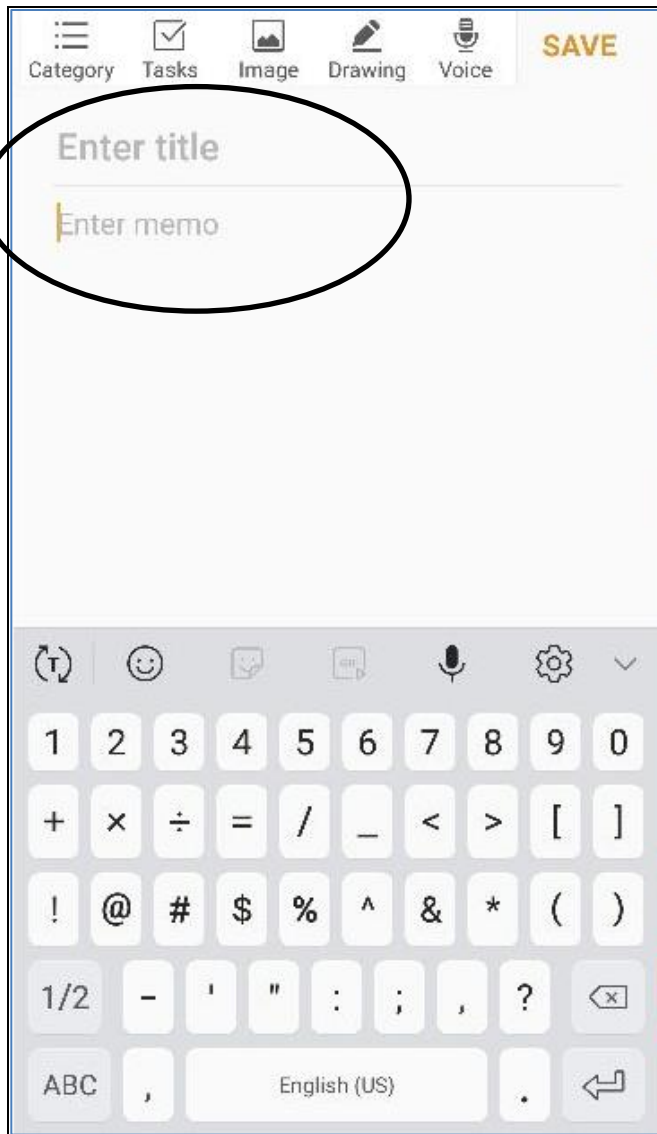 Category Tasks Image Drawing Voice SAVE
Enter title
Enter memo
T GIF
1 2 3 4 5 6 7 8 9 0
+ × ÷ = / _ < > [ ]
! @ # $ % ^ & * ( )
1/2 - ' " : ; , ?
ABC , English (US) .